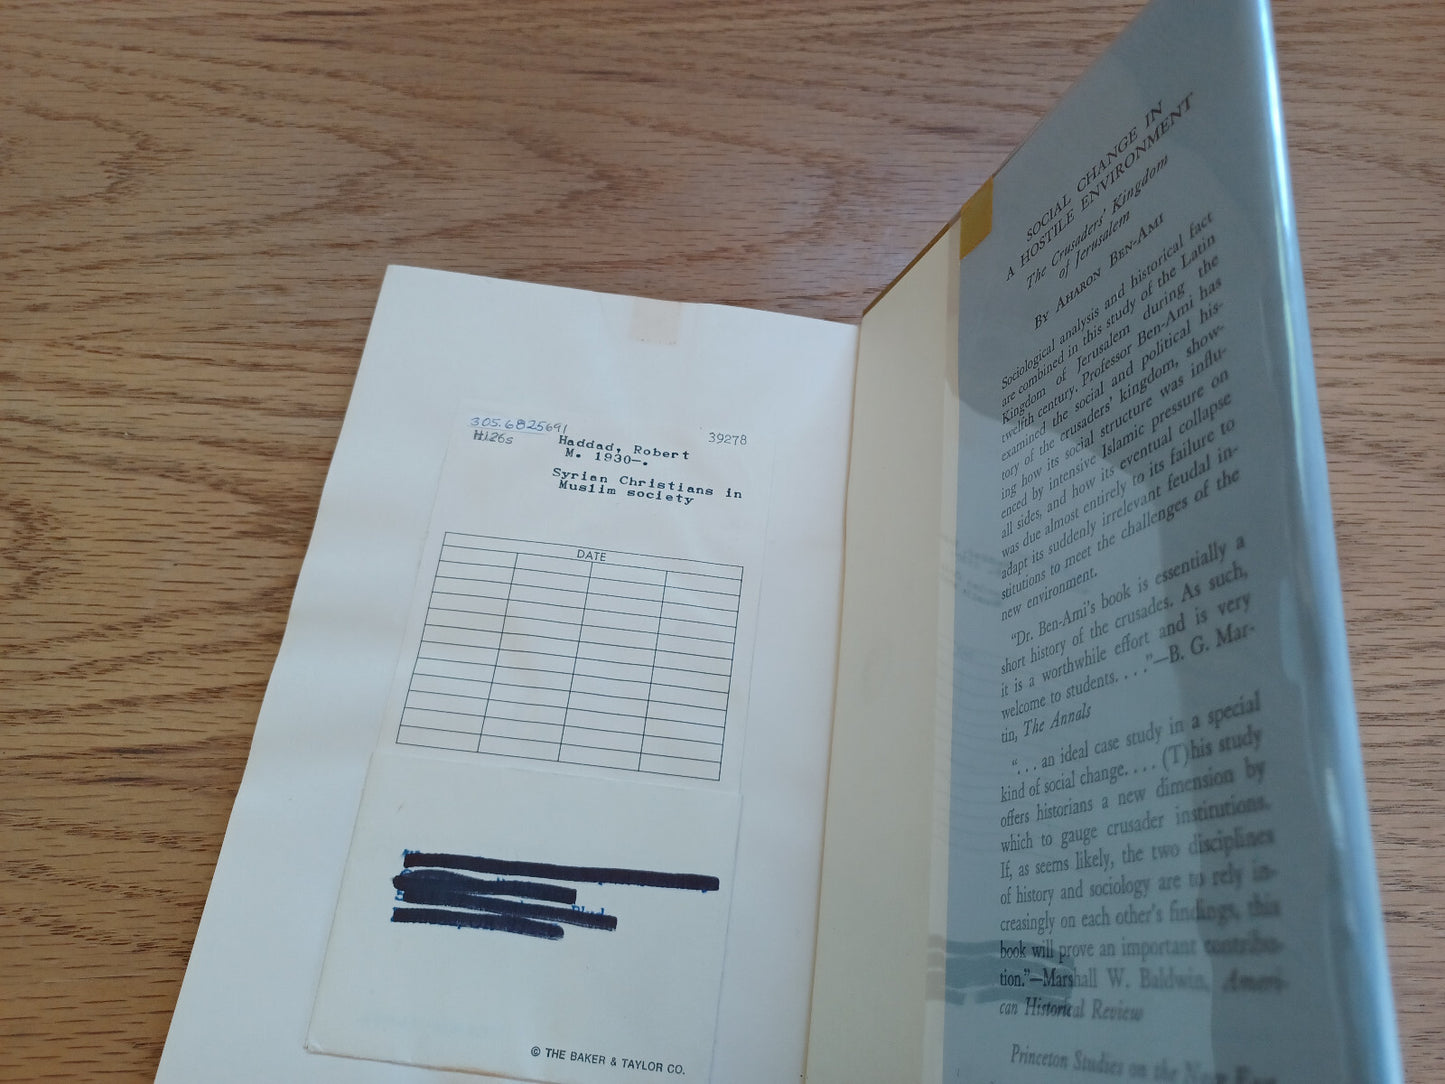 305.6825691
H126s
39278
Haddad, Robert
M. 1930–.
Syrian Christians in
Muslim society
DATE
Blvd
© THE BAKER & TAYLOR CO.
SOCIAL CHANGE IN
A HOSTILE ENVIRONMENT
The Crusaders' Kingdom
of Jerusalem
By Aharon Ben-Ami
Sociological analysis and historical fact
are combined in this study of the Latin
Kingdom of Jerusalem during the
twelfth century. Professor Ben-Ami has
examined the social and political his-
tory of the crusaders' kingdom, show-
ing how its social structure was influ-
enced by intensive Islamic pressure on
all sides, and how its eventual collapse
was due almost entirely to its failure to
adapt its suddenly irrelevant feudal in-
stitutions to meet the challenges of the
new environment.
“Dr. Ben-Ami's book is essentially a
short history of the crusades. As such,
it is a worthwhile effort and is very
welcome to students. . . .”—B. G. Mar-
tin, The Annals
“. . . an ideal case study in a special
kind of social change. . . . (T)his study
offers historians a new dimension by
which to gauge crusader institutions.
If, as seems likely, the two disciplines
of history and sociology are to rely in-
creasingly on each other's findings, this
book will prove an important contribu-
tion.”—Marshall W. Baldwin, Ameri-
can Historical Review
Princeton Studies on the Near East